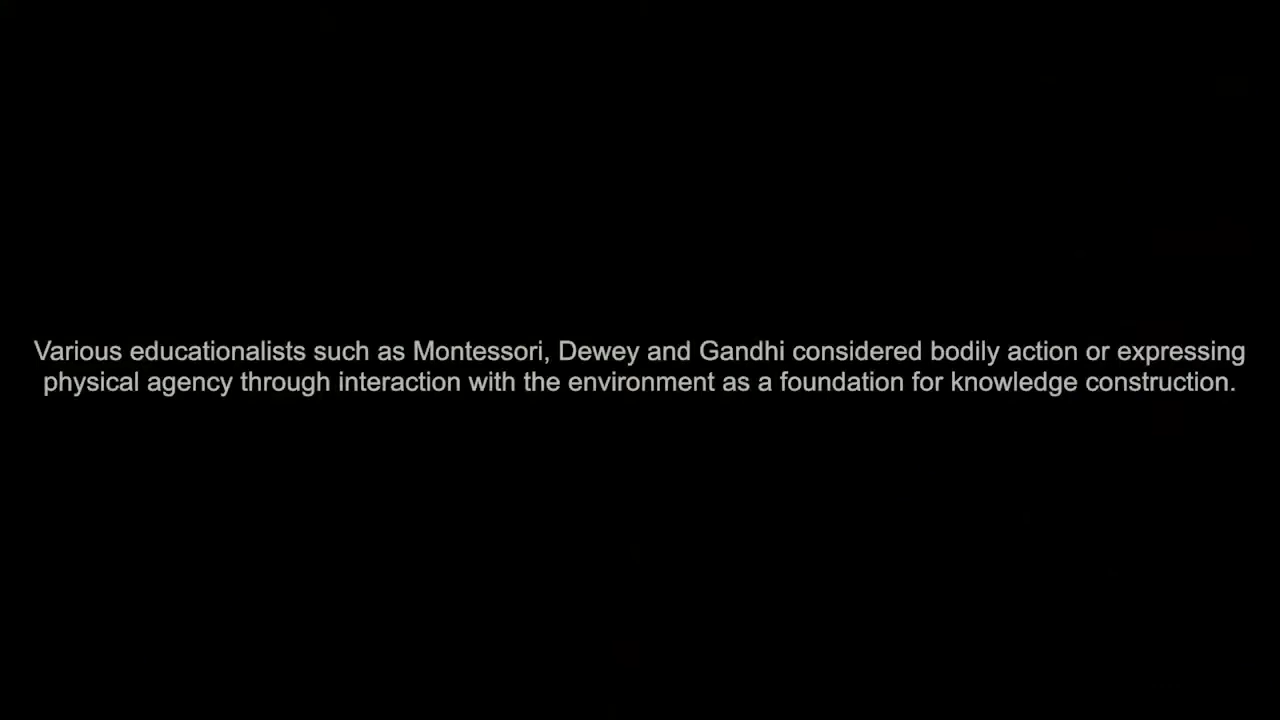 Various educationalists such as Montessori, Dewey and Gandhi considered bodily action or expressing
physical agency through interaction with the environment as a foundation for knowledge construction.